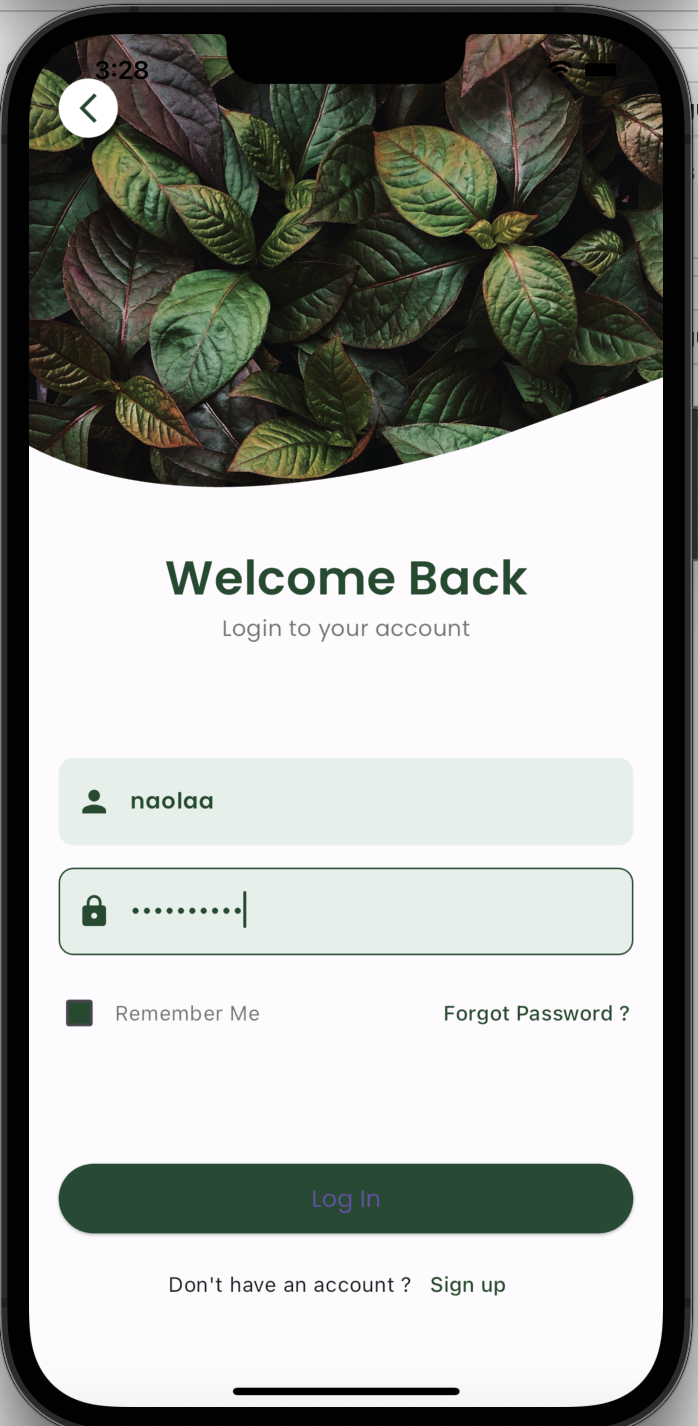 3:28
Welcome Back
Login to your account
naolaa
••••••••••
Remember Me
Forgot Password ?
Log In
Don't have an account ? Sign up